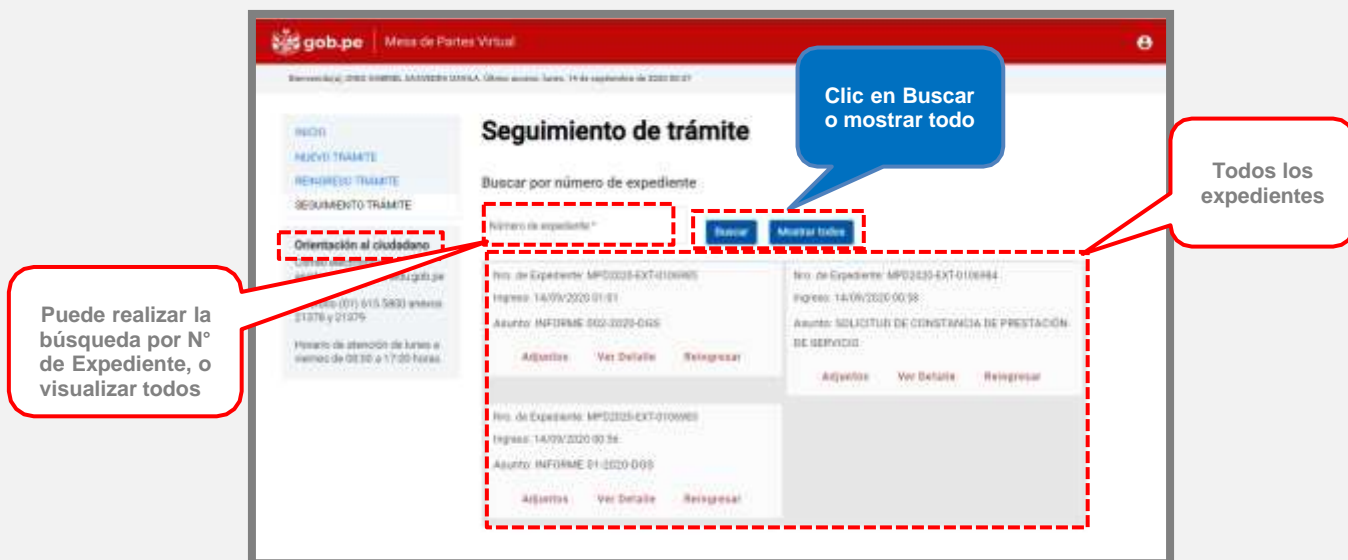 gob.pe | Mesa de Partes Virtual
Clic en Buscar
o mostrar todo
INICIO
NUEVO TRÁMITE
REINGRESO TRÁMITE
SEGUIMIENTO TRÁMITE
Seguimiento de trámite
Buscar por número de expediente
Número de expediente *
Buscar
Mostrar todos
Todos los
expedientes
Orientación al ciudadano
(01) 615 5800 anexos
21378 y 21379
Horario de atención de lunes a
viernes de 08:30 a 17:00 horas
Puede realizar la
búsqueda por N°
de Expediente, o
visualizar todos
Nro. de Expediente:
Ingreso: 14/09/2020 01:01
Asunto: INFORME 002-2020-DGS
Adjuntos Ver Detalle Reingresar
Nro. de Expediente: MPD2020-EXT-0106984
Ingreso: 14/09/2020 00:58
Asunto: SOLICITUD DE CONSTANCIA DE PRESTACIÓN
DE SERVICIO
Adjuntos Ver Detalle Reingresar
Nro. de Expediente:
Ingreso: 14/09/2020 00:56
Asunto: INFORME 01-2020-DGS
Adjuntos Ver Detalle Reingresar